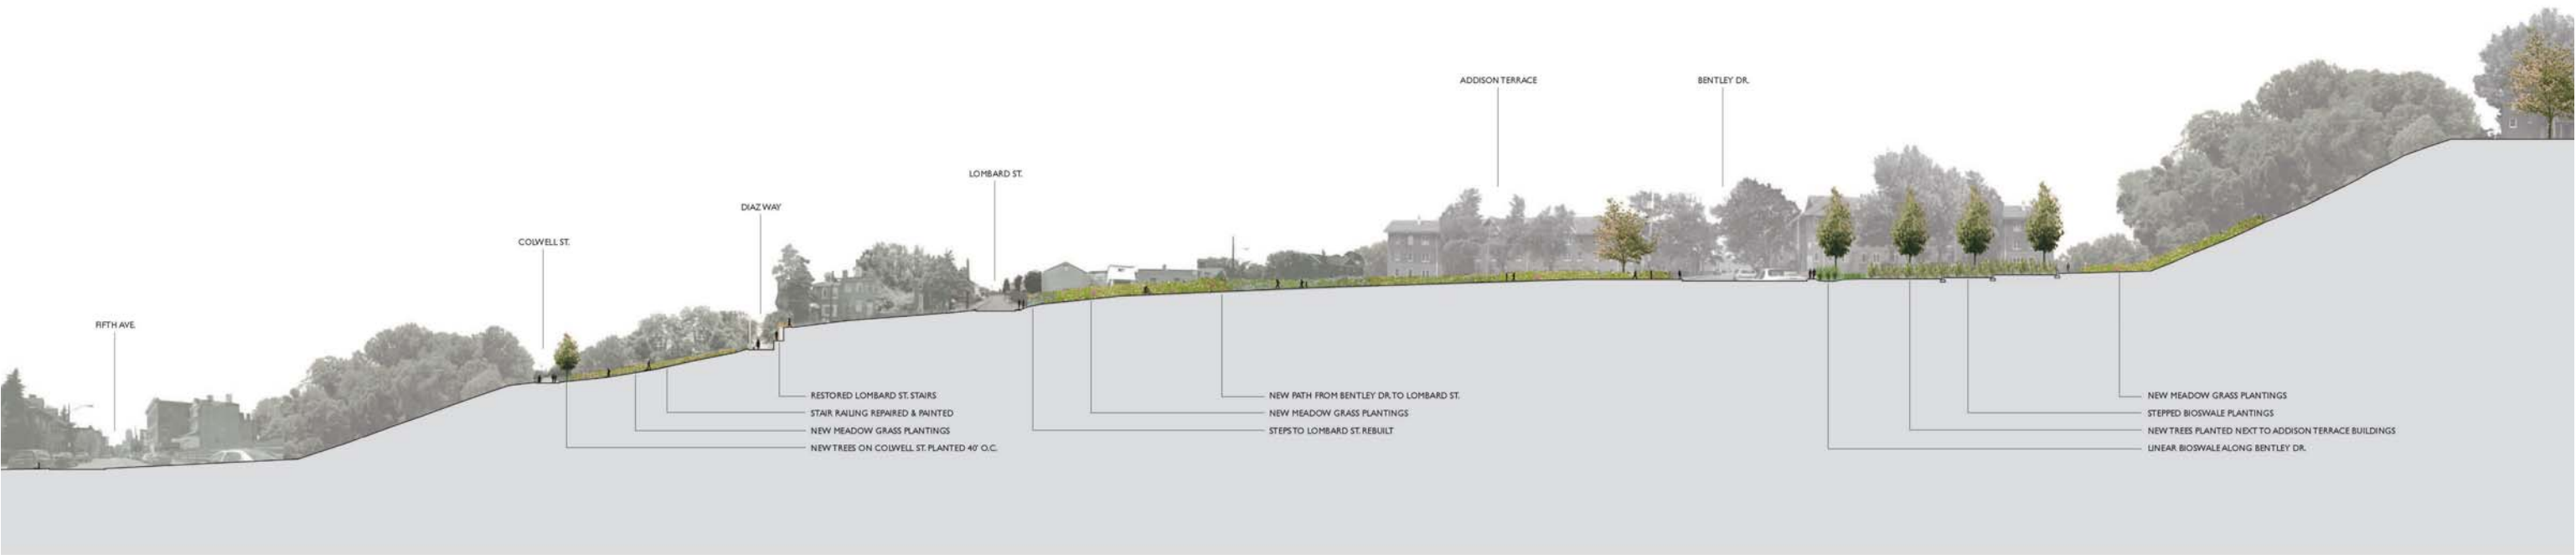 FIFTH AVE.
COLWELL ST.
DIAZ WAY
LOMBARD ST.
ADDISON TERRACE
BENTLEY DR.
RESTORED LOMBARD ST. STAIRS
STAIR RAILING REPAIRED & PAINTED
NEW MEADOW GRASS PLANTINGS
NEW TREES ON COLWELL ST. PLANTED 40' O.C.
NEW PATH FROM BENTLEY DR. TO LOMBARD ST.
NEW MEADOW GRASS PLANTINGS
STEPS TO LOMBARD ST. REBUILT
NEW MEADOW GRASS PLANTINGS
STEPPED BIOSWALE PLANTINGS
NEW TREES PLANTED NEXT TO ADDISON TERRACE BUILDINGS
LINEAR BIOSWALE ALONG BENTLEY DR.